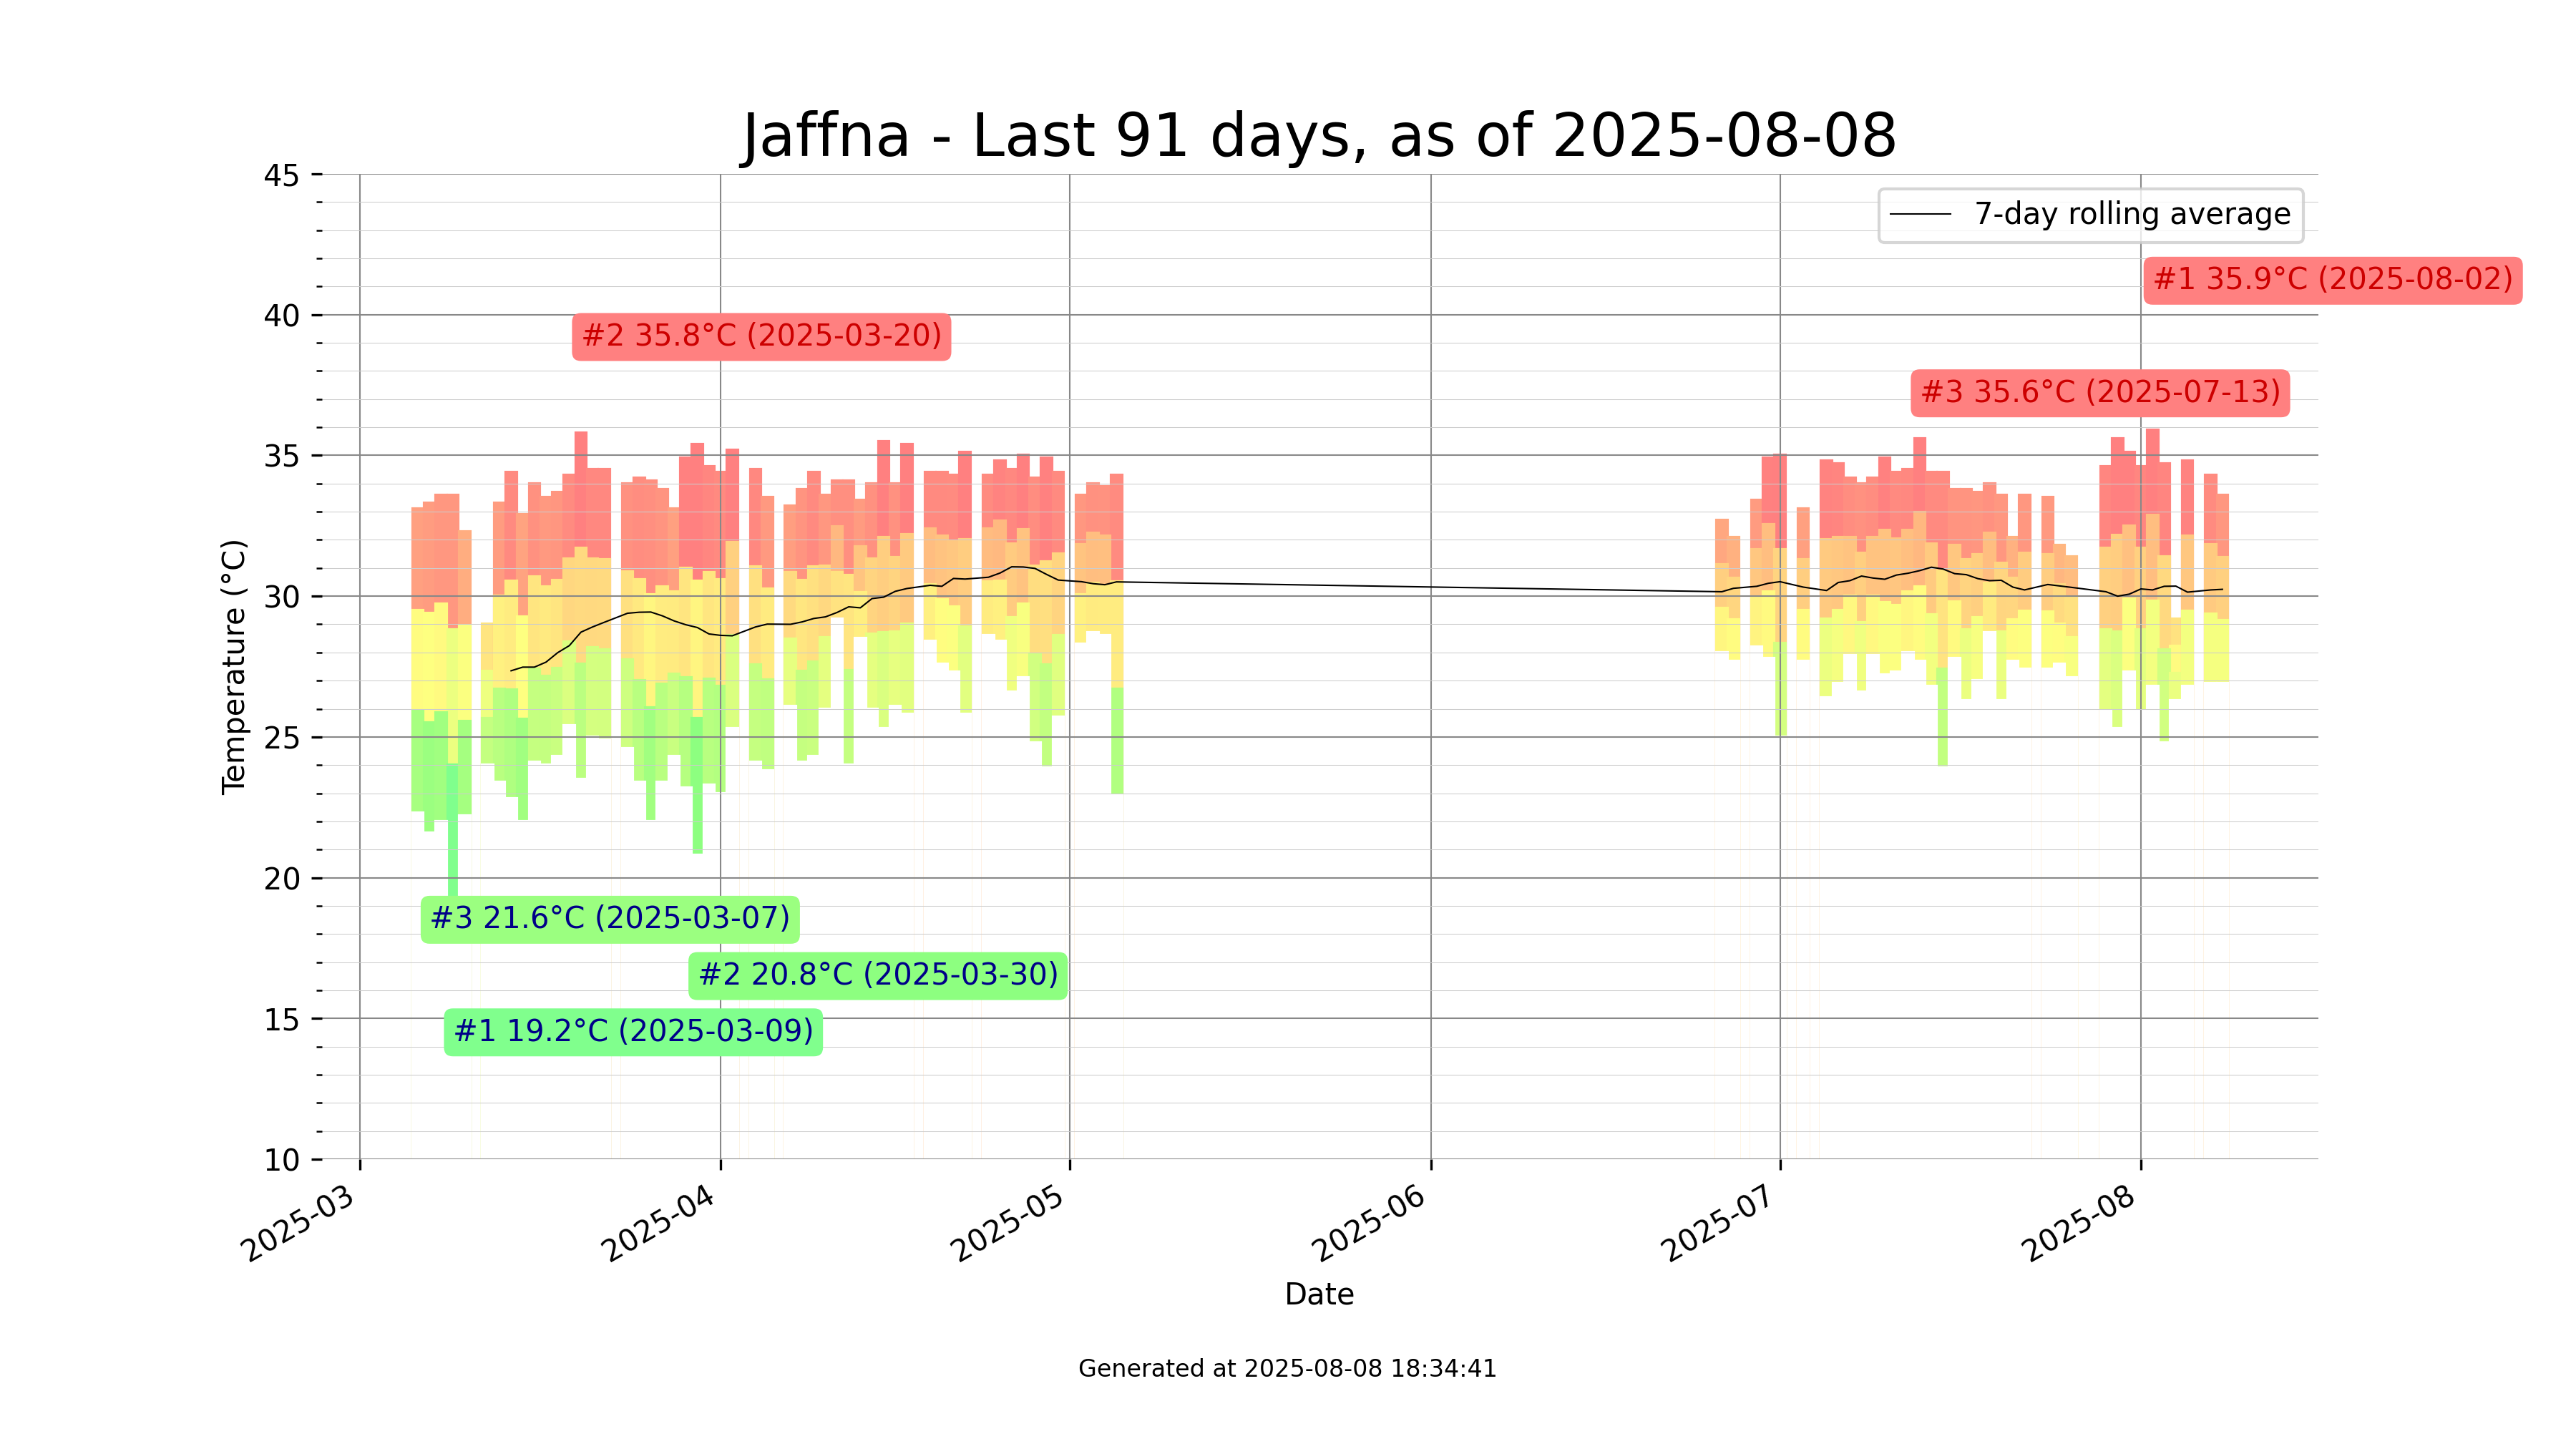 Jaffna - Last 91 days, as of 2025-08-08
45
40
35
30
25
20
15
10
Temperature (°C)
7-day rolling average
#1 35.9°C (2025-08-02)
#2 35.8°C (2025-03-20)
#3 35.6°C (2025-07-13)
#3 21.6°C (2025-03-07)
#2 20.8°C (2025-03-30)
#1 19.2°C (2025-03-09)
2025-03
2025-04
2025-05
2025-06
2025-07
2025-08
Date
Generated at 2025-08-08 18:34:41